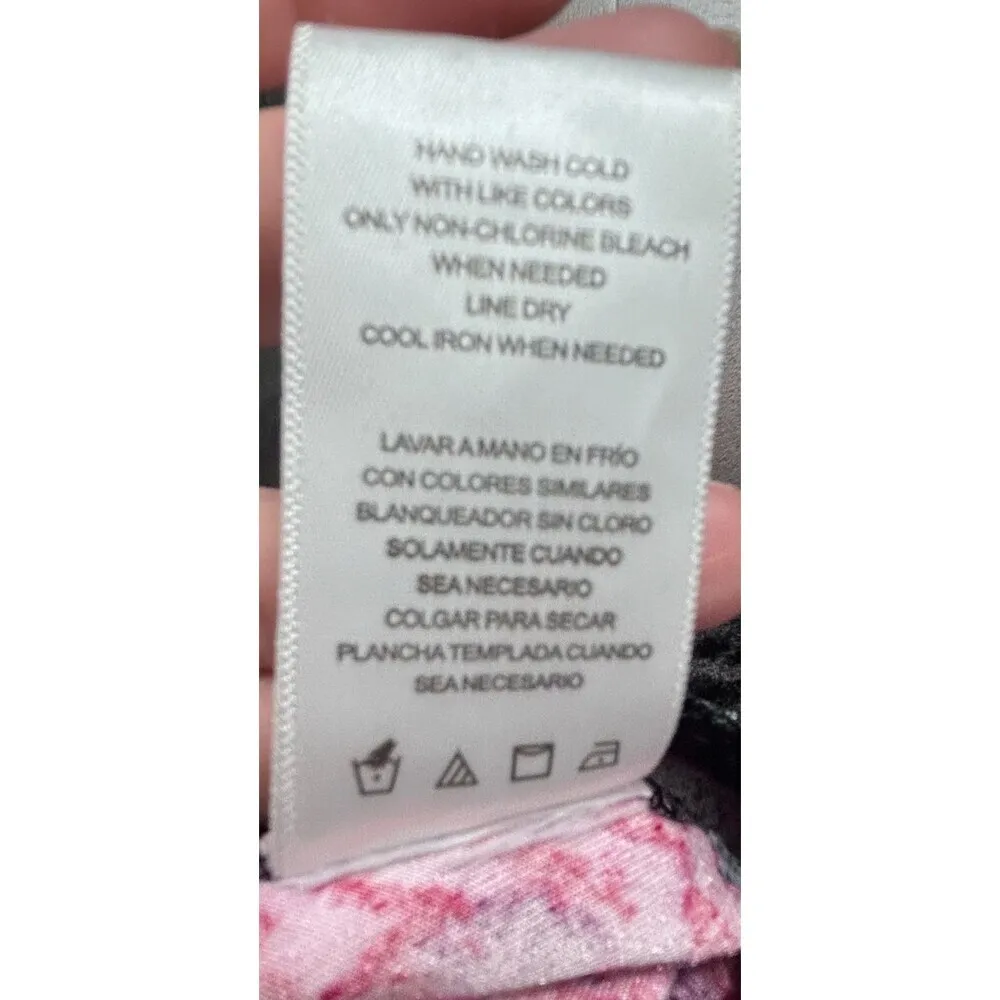 HAND WASH COLD
WITH LIKE COLORS
ONLY NON-CHLORINE BLEACH
WHEN NEEDED
LINE DRY
COOL IRON WHEN NEEDED
LAVAR A MANO EN FRÍO
CON COLORES SIMILARES
BLANQUEADOR SIN CLORO
SOLAMENTE CUANDO
SEA NECESARIO
COLGAR PARA SECAR
PLANCHA TEMPLADA CUANDO
SEA NECESARIO